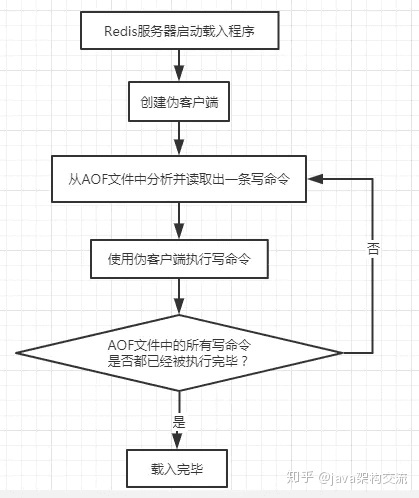 Redis服务器启动载入程序
创建伪客户端
从AOF文件中分析并读取出一条写命令
使用伪客户端执行写命令
否
AOF文件中的所有写命令
是否都已经被执行完毕？
是
载入完毕
知乎 @java架构交流